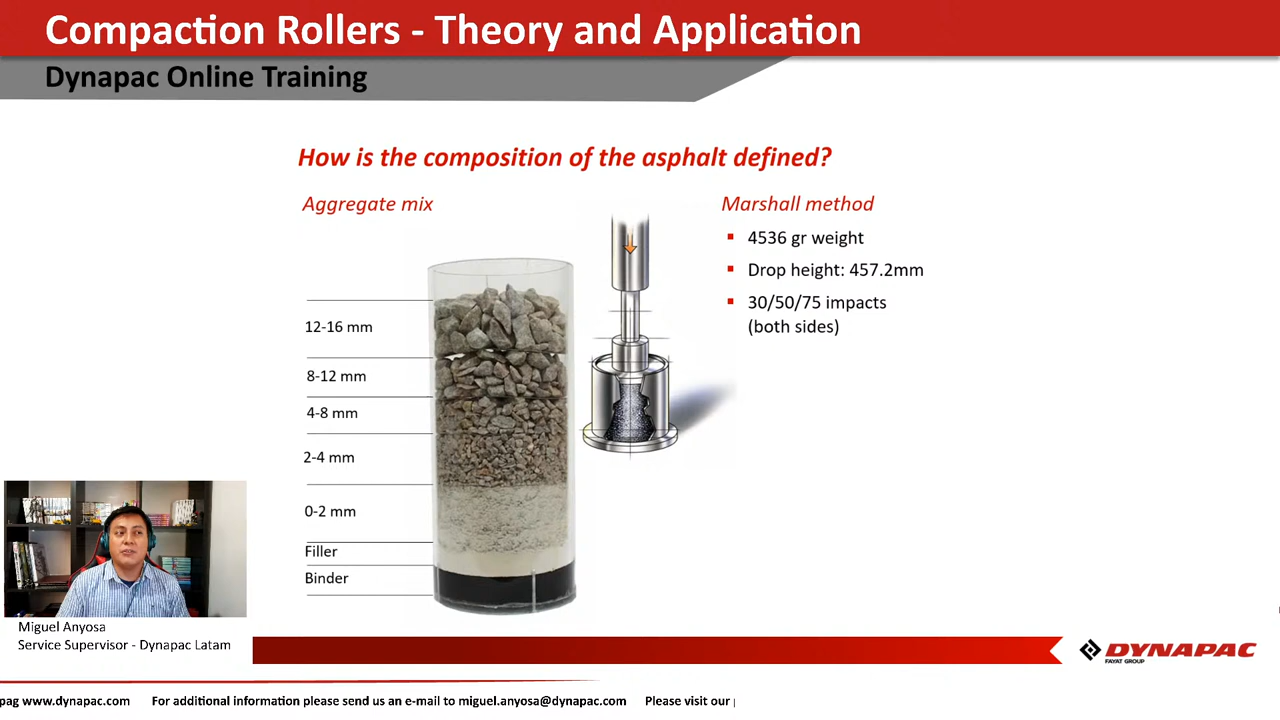 Compaction Rollers - Theory and Application
Dynapac Online Training
How is the composition of the asphalt defined?
Aggregate mix
Marshall method
▪ 4536 gr weight
▪ Drop height: 457.2mm
▪ 30/50/75 impacts
(both sides)
12-16 mm
8-12 mm
4-8 mm
2-4 mm
0-2 mm
Filler
Binder
Miguel Anyosa
Service Supervisor - Dynapac Latam
DYNAPAC
FAYAT GROUP
pag www.dynapac.com For additional information please send us an e-mail to miguel.anyosa@dynapac.com Please visit our